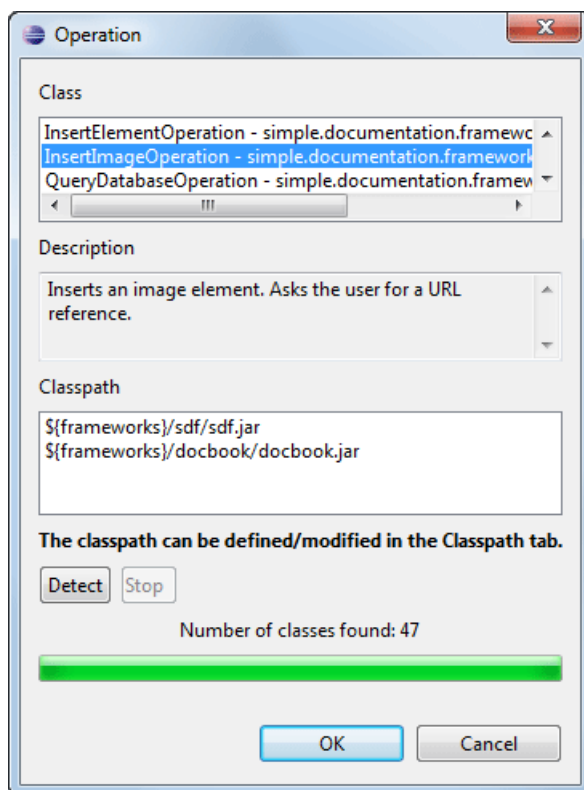 Operation
Class
InsertElementOperation - simple.documentation.framewc
InsertImageOperation - simple.documentation.framework
QueryDatabaseOperation - simple.documentation.framew
Description
Inserts an image element. Asks the user for a URL
reference.
Classpath
${frameworks}/sdf/sdf.jar
${frameworks}/docbook/docbook.jar
The classpath can be defined/modified in the Classpath tab.
Detect Stop
Number of classes found: 47
OK Cancel